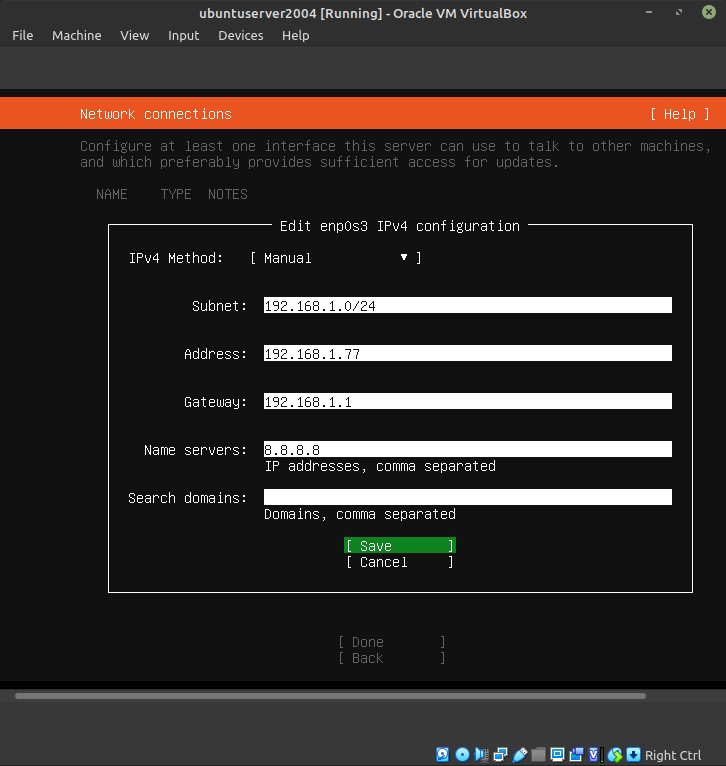 ubuntuserver2004 [Running] - Oracle VM VirtualBox
File Machine View Input Devices Help
Network connections [ Help ]
Configure at least one interface this server can use to talk to other machines,
and which preferably provides sufficient access for updates.
NAME TYPE NOTES
Edit enp0s3 IPv4 configuration
IPv4 Method: [ Manual ▾ ]
Subnet: 192.168.1.0/24
Address: 192.168.1.77
Gateway: 192.168.1.1
Name servers: 8.8.8.8
IP addresses, comma separated
Search domains:
Domains, comma separated
[ Save ]
[ Cancel ]
[ Done ]
[ Back ]
Right Ctrl